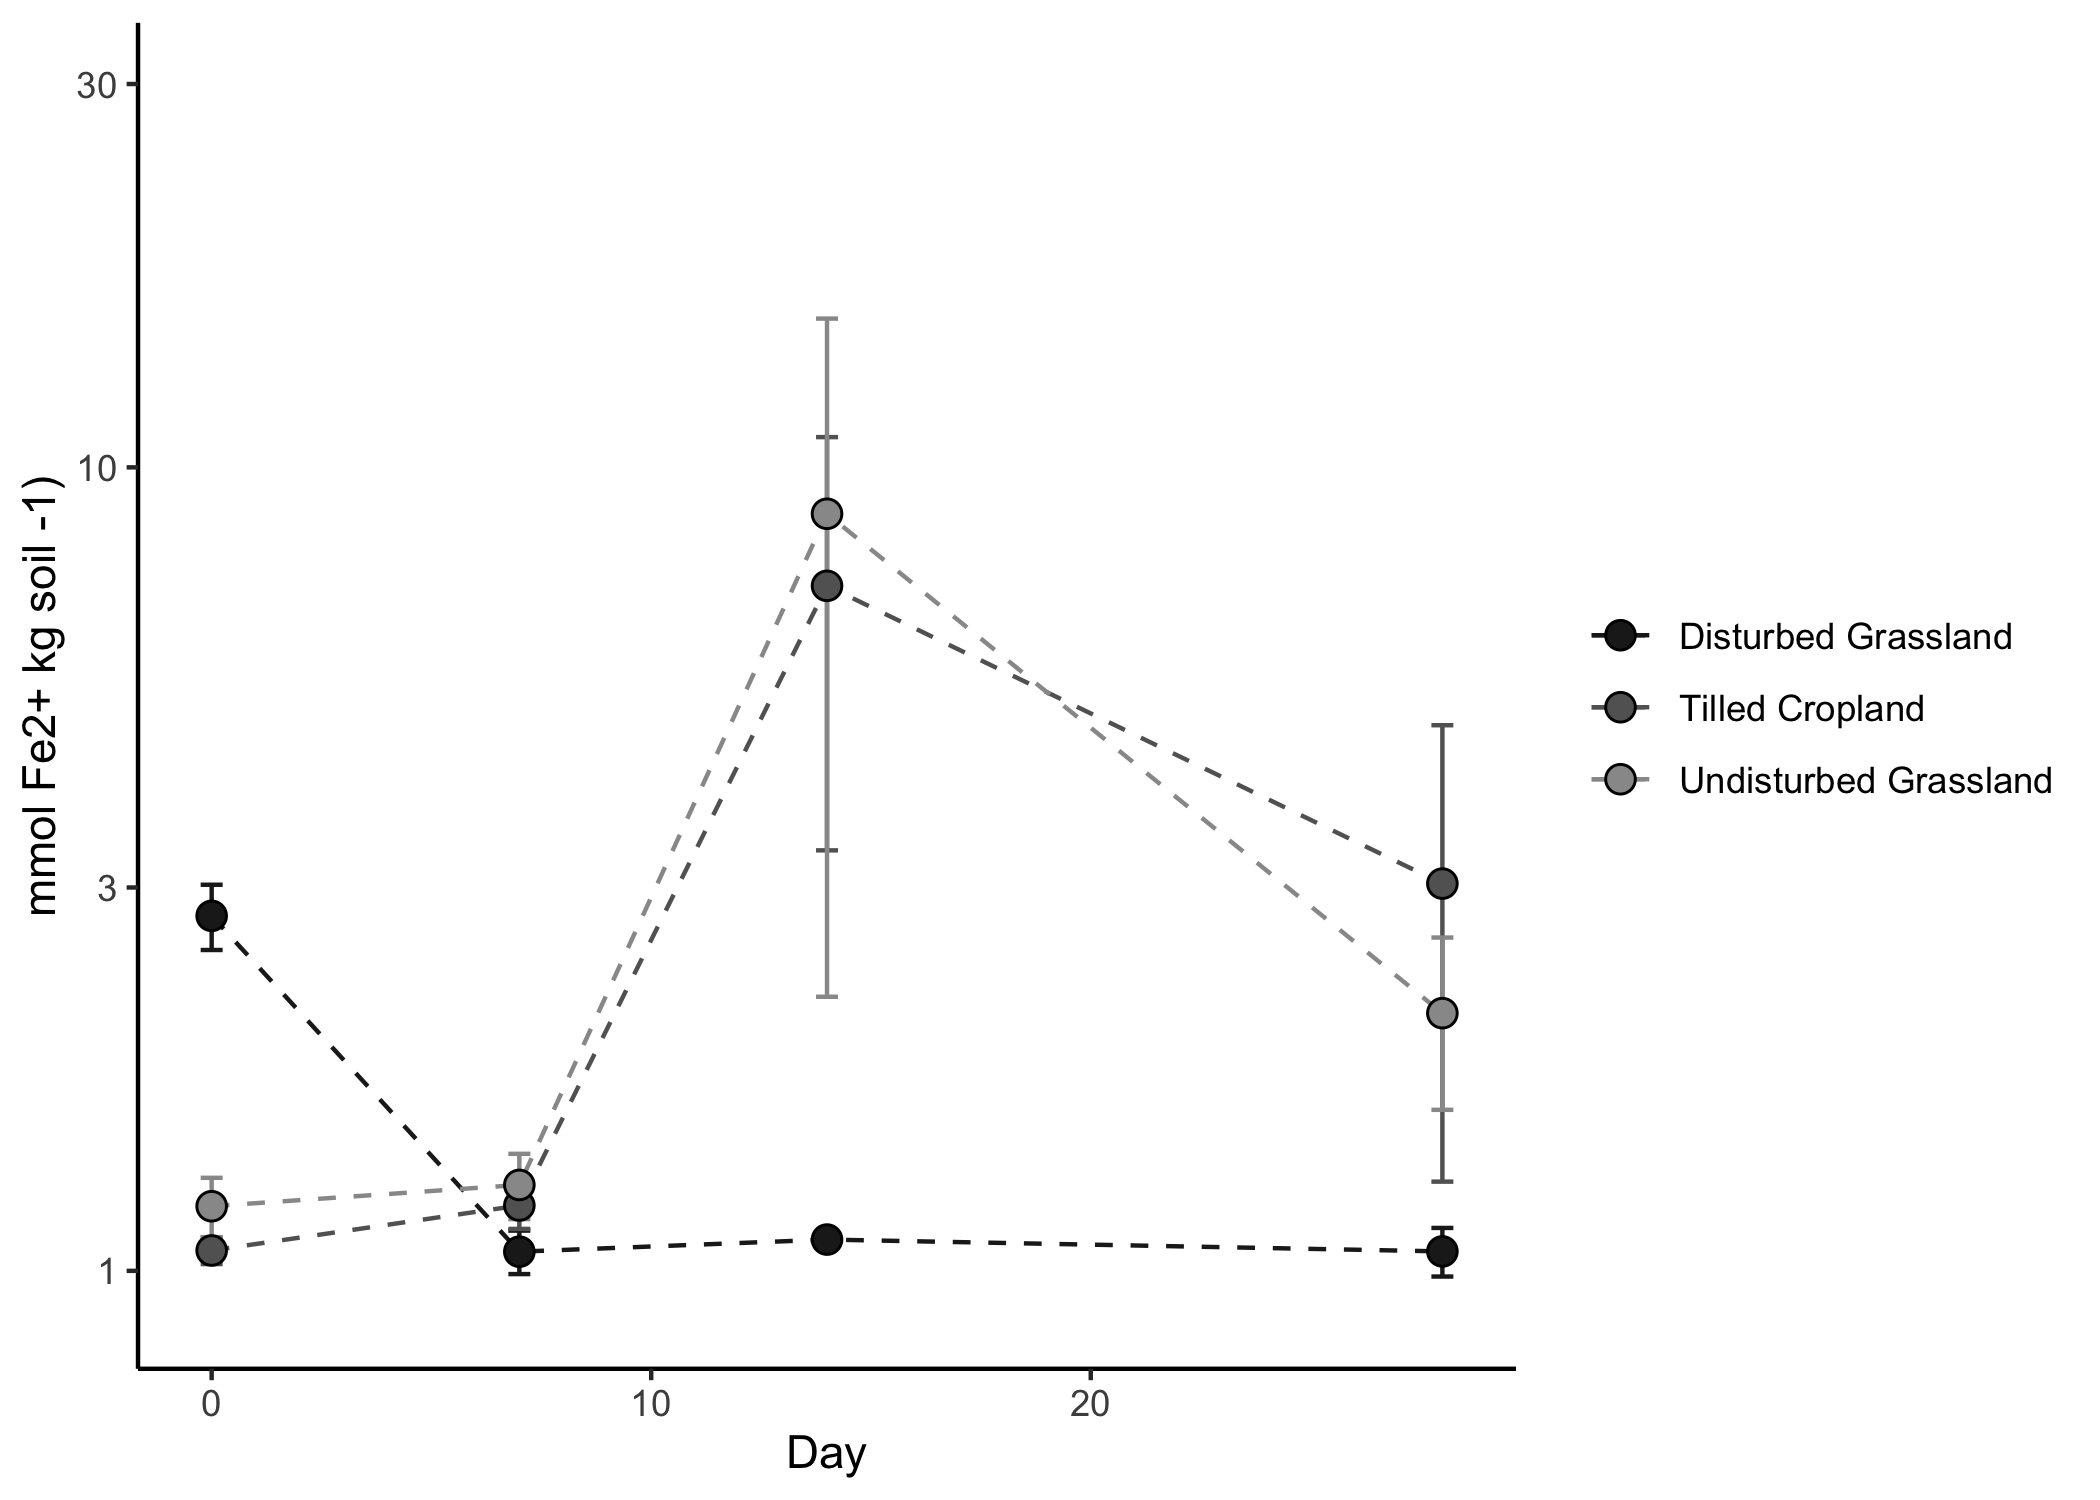 30
10
3
1
mmol Fe2+ kg soil -1)
0
10
20
Day
Disturbed Grassland
Tilled Cropland
Undisturbed Grassland